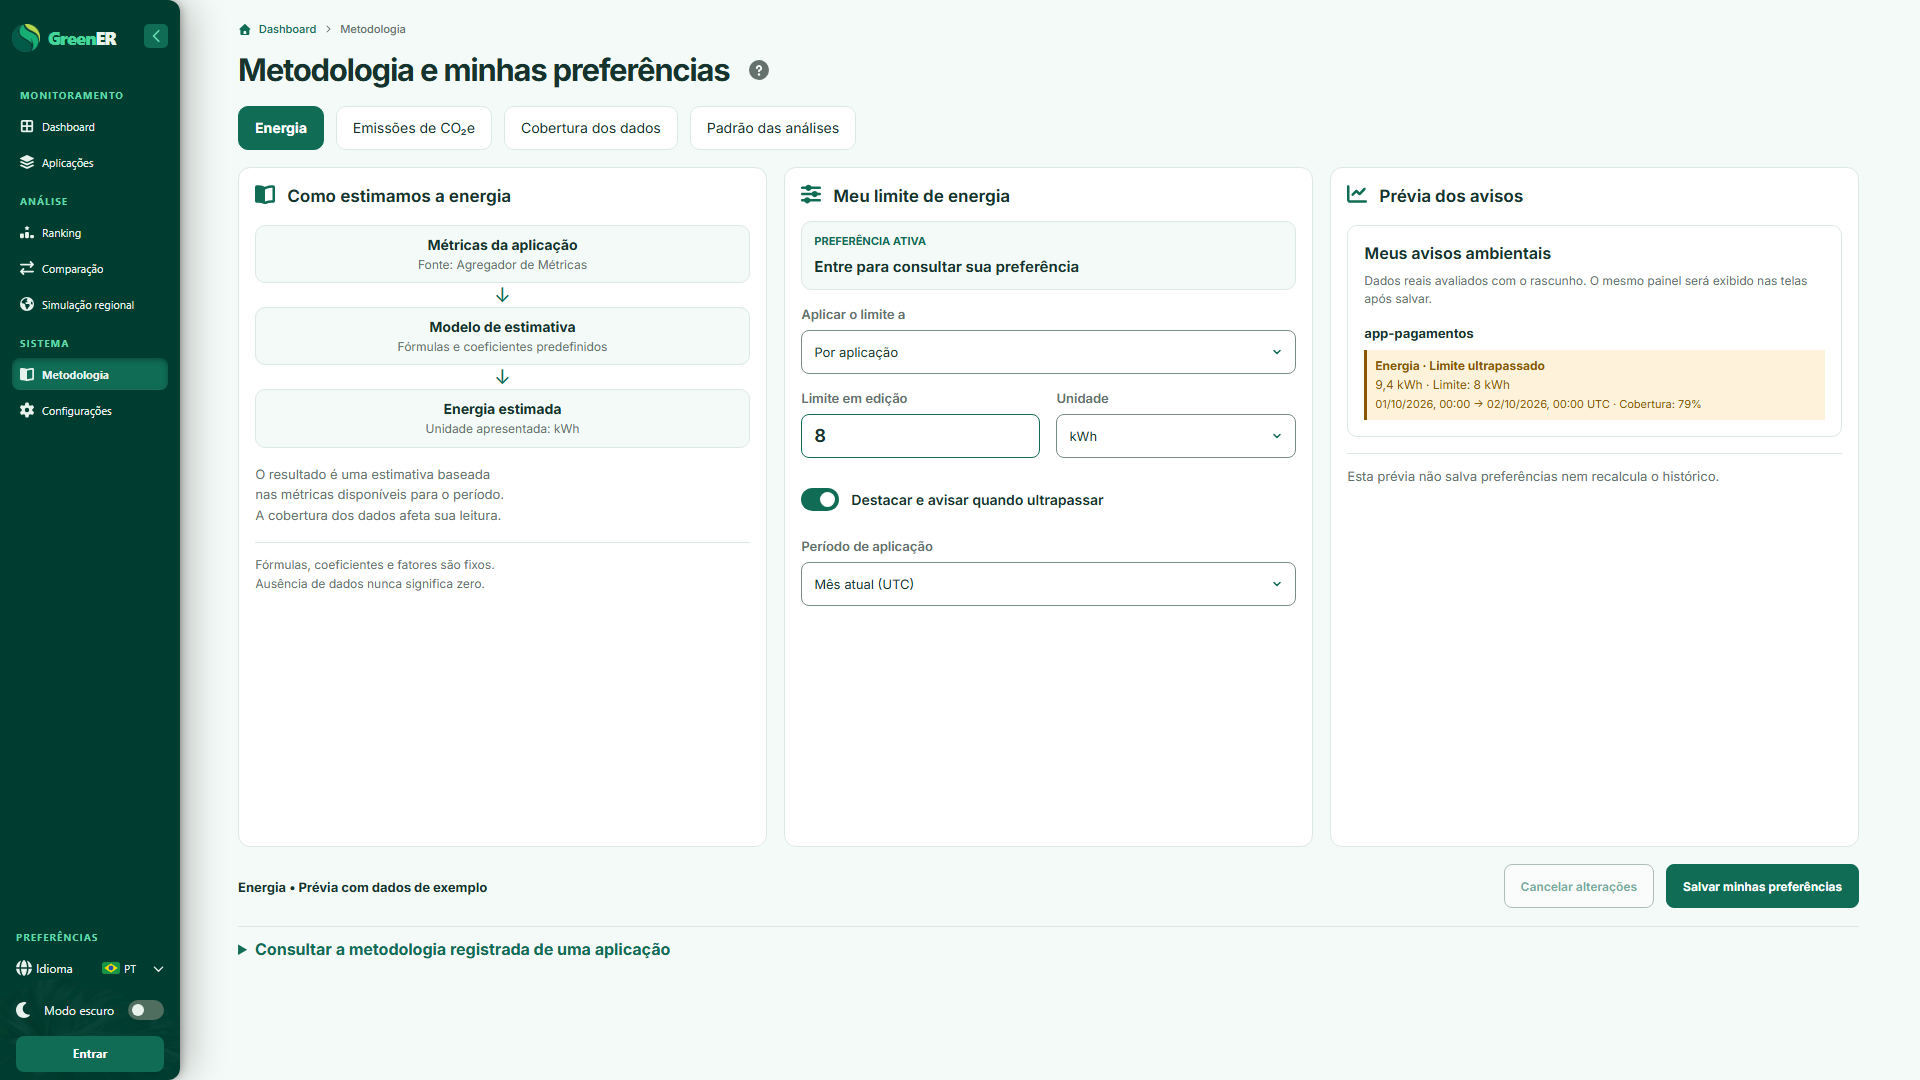 GreenER
MONITORAMENTO
Dashboard
Aplicações
ANÁLISE
Ranking
Comparação
Simulação regional
SISTEMA
Metodologia
Configurações
PREFERÊNCIAS
Idioma
PT
Modo escuro
Entrar
Dashboard > Metodologia
Metodologia e minhas preferências ?
Energia
Emissões de CO₂e
Cobertura dos dados
Padrão das análises
Como estimamos a energia
Métricas da aplicação
Fonte: Agregador de Métricas
↓
Modelo de estimativa
Fórmulas e coeficientes predefinidos
↓
Energia estimada
Unidade apresentada: kWh
O resultado é uma estimativa baseada
nas métricas disponíveis para o período.
A cobertura dos dados afeta sua leitura.
Fórmulas, coeficientes e fatores são fixos.
Ausência de dados nunca significa zero.
Meu limite de energia
PREFERÊNCIA ATIVA
Entre para consultar sua preferência
Aplicar o limite a
Por aplicação
Limite em edição
8
Unidade
kWh
Destacar e avisar quando ultrapassar
Período de aplicação
Mês atual (UTC)
Prévia dos avisos
Meus avisos ambientais
Dados reais avaliados com o rascunho. O mesmo painel será exibido nas telas
após salvar.
app-pagamentos
Energia · Limite ultrapassado
9,4 kWh · Limite: 8 kWh
01/10/2026, 00:00 → 02/10/2026, 00:00 UTC · Cobertura: 79%
Esta prévia não salva preferências nem recalcula o histórico.
Energia • Prévia com dados de exemplo
Cancelar alterações
Salvar minhas preferências
Consultar a metodologia registrada de uma aplicação